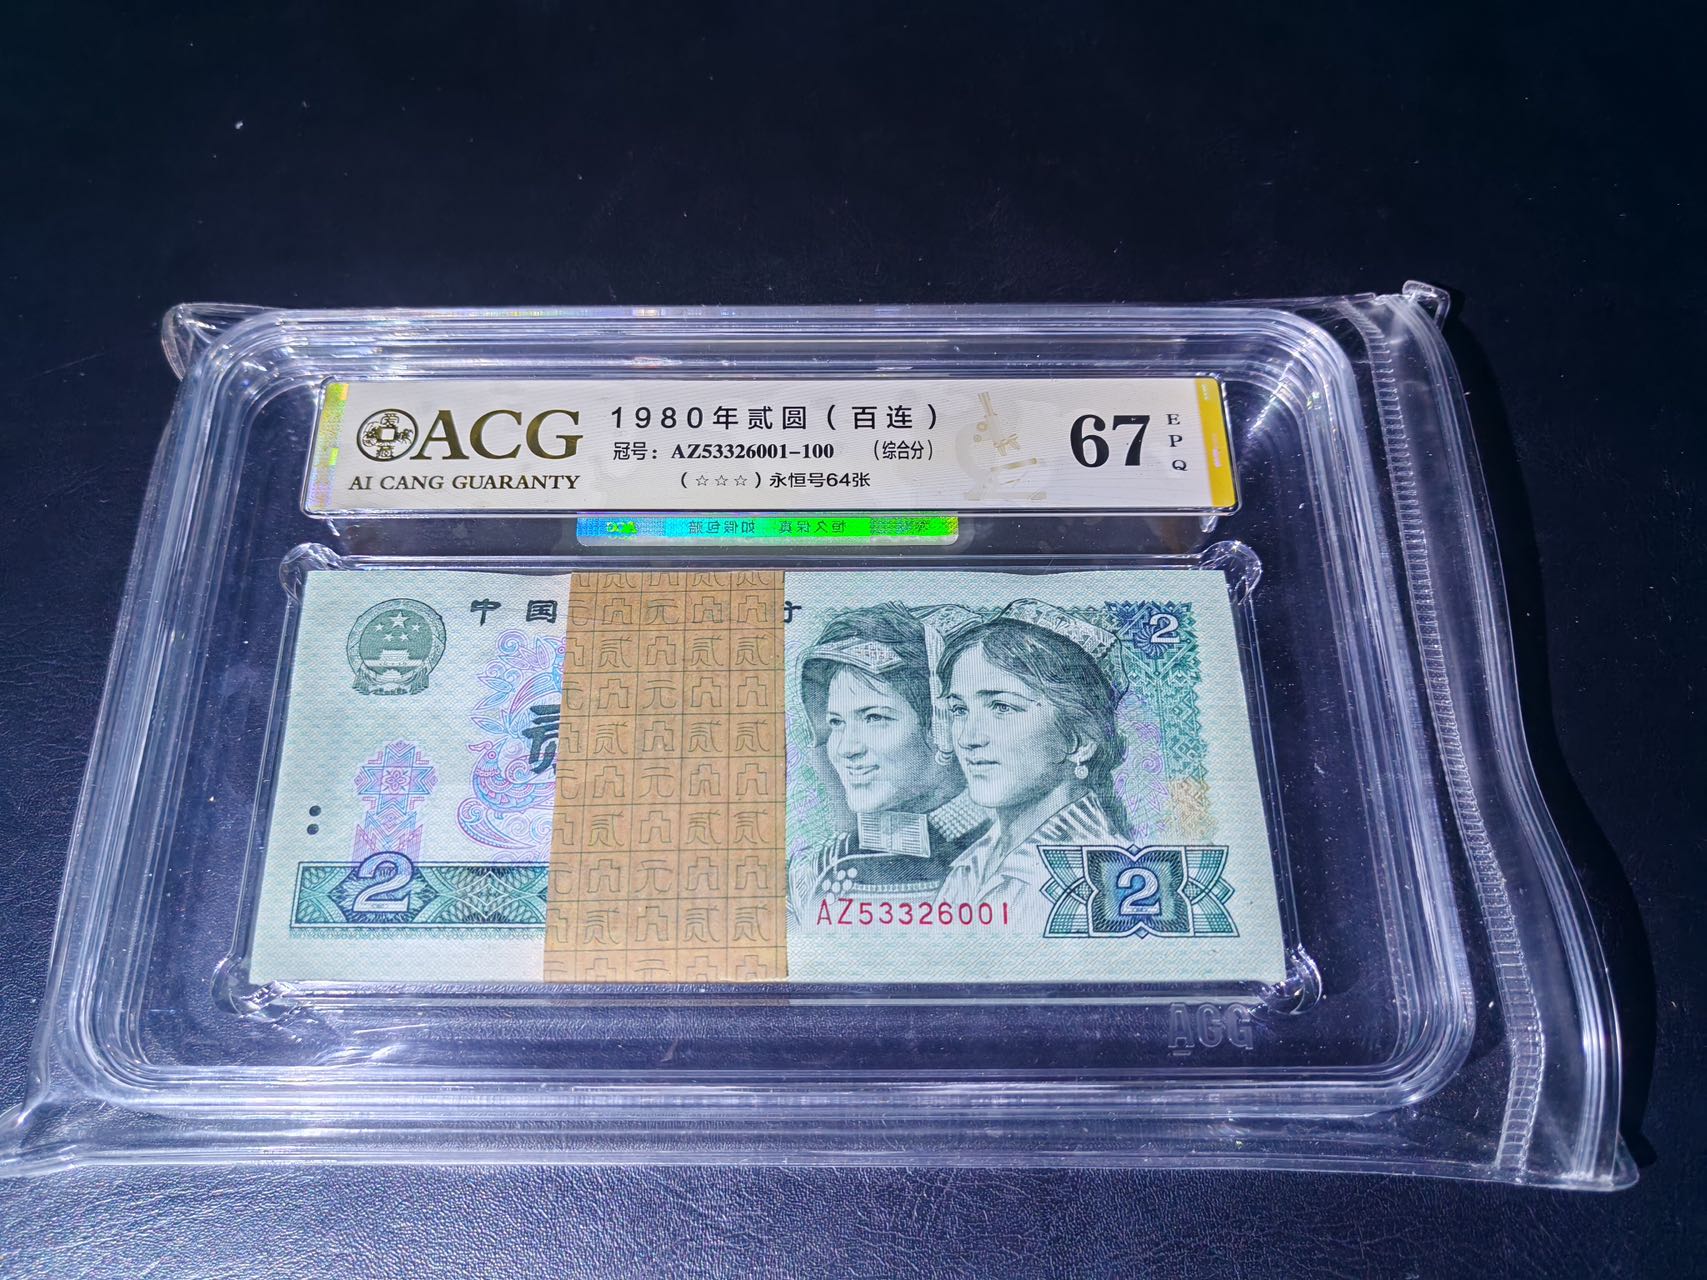 ACG
AI CANG GUARANTY
1980年贰圆（百连）
冠号：AZ53326001-100 （综合分）
（☆☆☆）永恒号64张
67
EPQ
中国
2
贰
2
AZ53326001
2
ACG